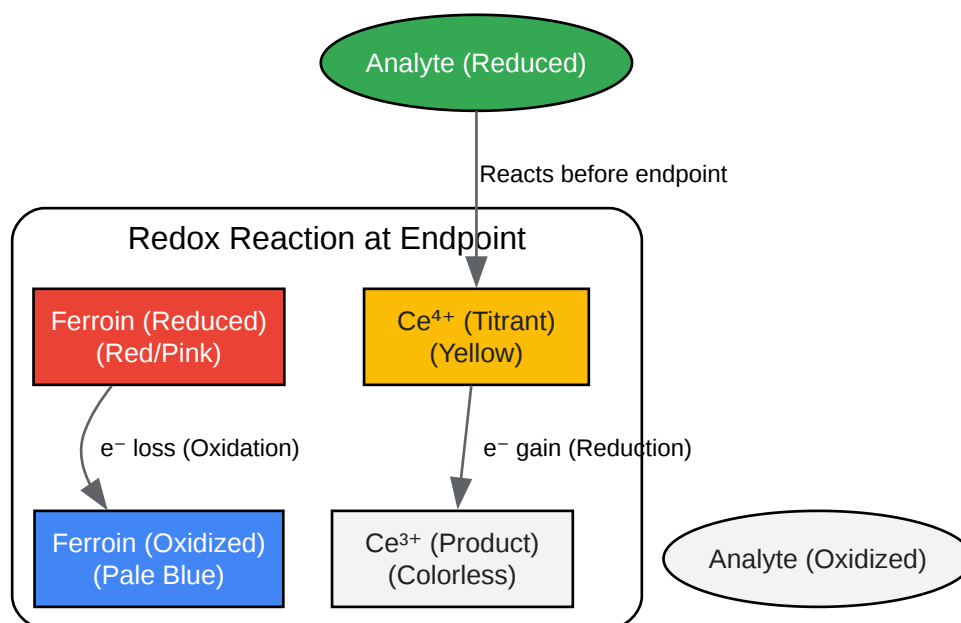 Analyte (Reduced)
Reacts before endpoint
Redox Reaction at Endpoint
Ferroin (Reduced)
(Red/Pink)
Ce⁴⁺ (Titrant)
(Yellow)
e⁻ loss (Oxidation)
e⁻ gain (Reduction)
Ferroin (Oxidized)
(Pale Blue)
Ce³⁺ (Product)
(Colorless)
Analyte (Oxidized)